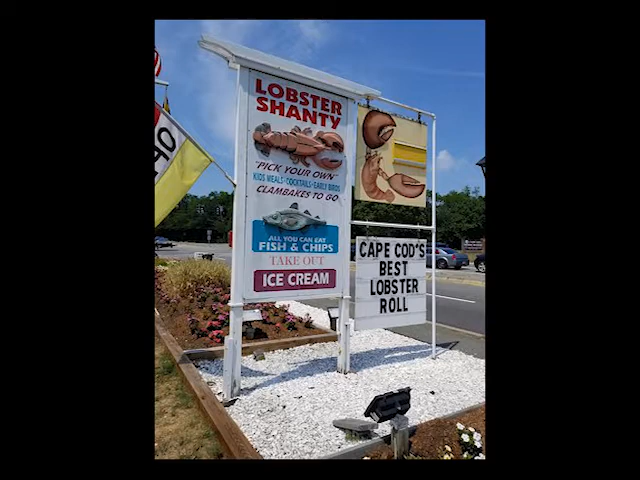 LOBSTER
SHANTY
"PICK YOUR OWN"
KIDS MEALS·COCKTAILS·EARLY BIRDS
CLAMBAKES TO GO
ALL YOU CAN EAT
FISH & CHIPS
TAKE OUT
ICE CREAM
CAPE COD'S
BEST
LOBSTER
ROLL